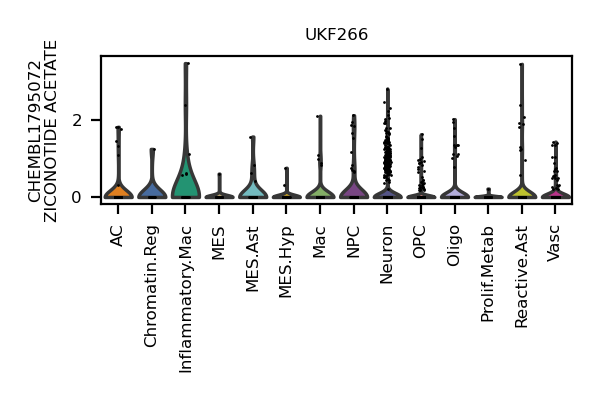 UKF266
CHEMBL1795072
ZICONOTIDE ACETATE
2
0
AC
Chromatin.Reg
Inflammatory.Mac
MES
MES.Ast
MES.Hyp
Mac
NPC
Neuron
OPC
Oligo
Prolif.Metab
Reactive.Ast
Vasc